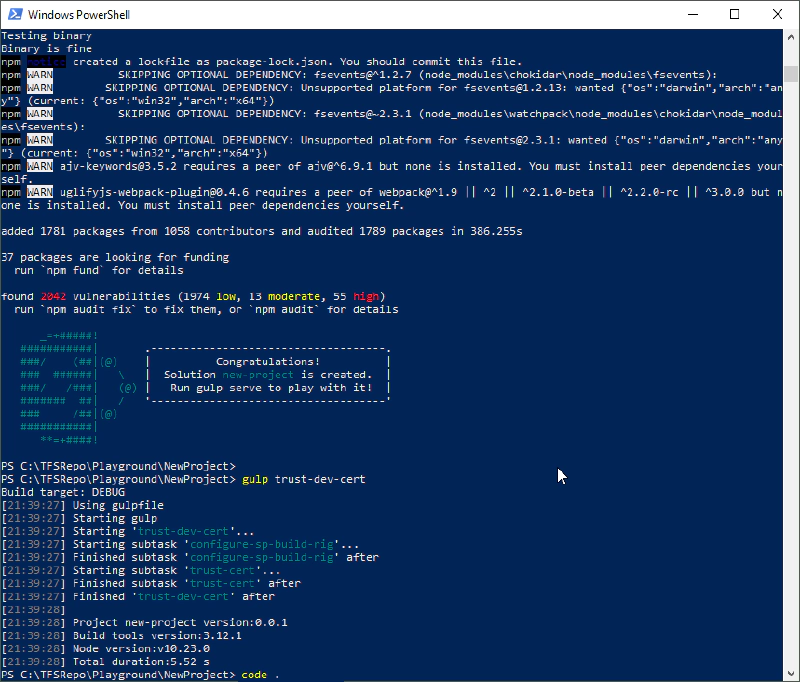 Windows PowerShell
Testing binary
Binary is fine
npm notice created a lockfile as package-lock.json. You should commit this file.
npm WARN SKIPPING OPTIONAL DEPENDENCY: fsevents@^1.2.7 (node_modules\chokidar\node_modules\fsevents):
npm WARN SKIPPING OPTIONAL DEPENDENCY: Unsupported platform for fsevents@1.2.13: wanted {"os":"darwin","arch":"an
y"} (current: {"os":"win32","arch":"x64"})
npm WARN SKIPPING OPTIONAL DEPENDENCY: fsevents@~2.3.1 (node_modules\watchpack\node_modules\chokidar\node_modul
es\fsevents):
npm WARN SKIPPING OPTIONAL DEPENDENCY: Unsupported platform for fsevents@2.3.1: wanted {"os":"darwin","arch":"any
"} (current: {"os":"win32","arch":"x64"})
npm WARN ajv-keywords@3.5.2 requires a peer of ajv@^6.9.1 but none is installed. You must install peer dependencies your
self.
npm WARN uglifyjs-webpack-plugin@0.4.6 requires a peer of webpack@^1.9 || ^2 || ^2.1.0-beta || ^2.2.0-rc || ^3.0.0 but n
one is installed. You must install peer dependencies yourself.
added 1781 packages from 1058 contributors and audited 1789 packages in 386.255s
37 packages are looking for funding
run `npm fund` for details
found 2042 vulnerabilities (1974 low, 13 moderate, 55 high)
run `npm audit fix` to fix them, or `npm audit` for details
_=+#####!
###########| .-----------------------------------.
###/ (##|(@) | Congratulations! |
### ######| \ | Solution new-project is created. |
###/ /###| (@) | Run gulp serve to play with it! |
####### ##| / '-----------------------------------'
### /##|(@)
###########|
**=+####!
PS C:\TFSRepo\Playground\NewProject>
PS C:\TFSRepo\Playground\NewProject> gulp trust-dev-cert
Build target: DEBUG
[21:39:27] Using gulpfile
[21:39:27] Starting gulp
[21:39:27] Starting 'trust-dev-cert'...
[21:39:27] Starting subtask 'configure-sp-build-rig'...
[21:39:27] Finished subtask 'configure-sp-build-rig' after
[21:39:27] Starting subtask 'trust-cert'...
[21:39:28] Finished subtask 'trust-cert' after
[21:39:28] Finished 'trust-dev-cert' after
[21:39:28]
[21:39:28] Project new-project version:0.0.1
[21:39:28] Build tools version:3.12.1
[21:39:28] Node version:v10.23.0
[21:39:28] Total duration:5.52 s
PS C:\TFSRepo\Playground\NewProject> code .